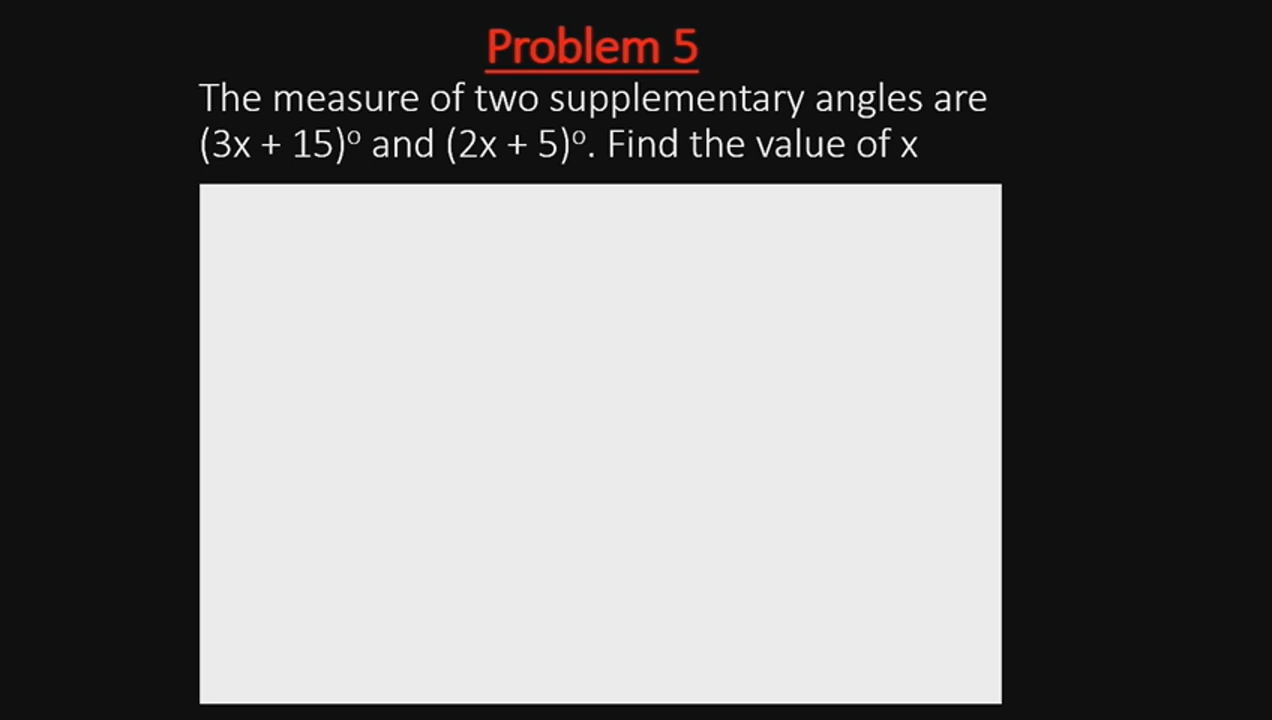 Problem 5
The measure of two supplementary angles are
(3x + 15)º and (2x + 5)º. Find the value of x